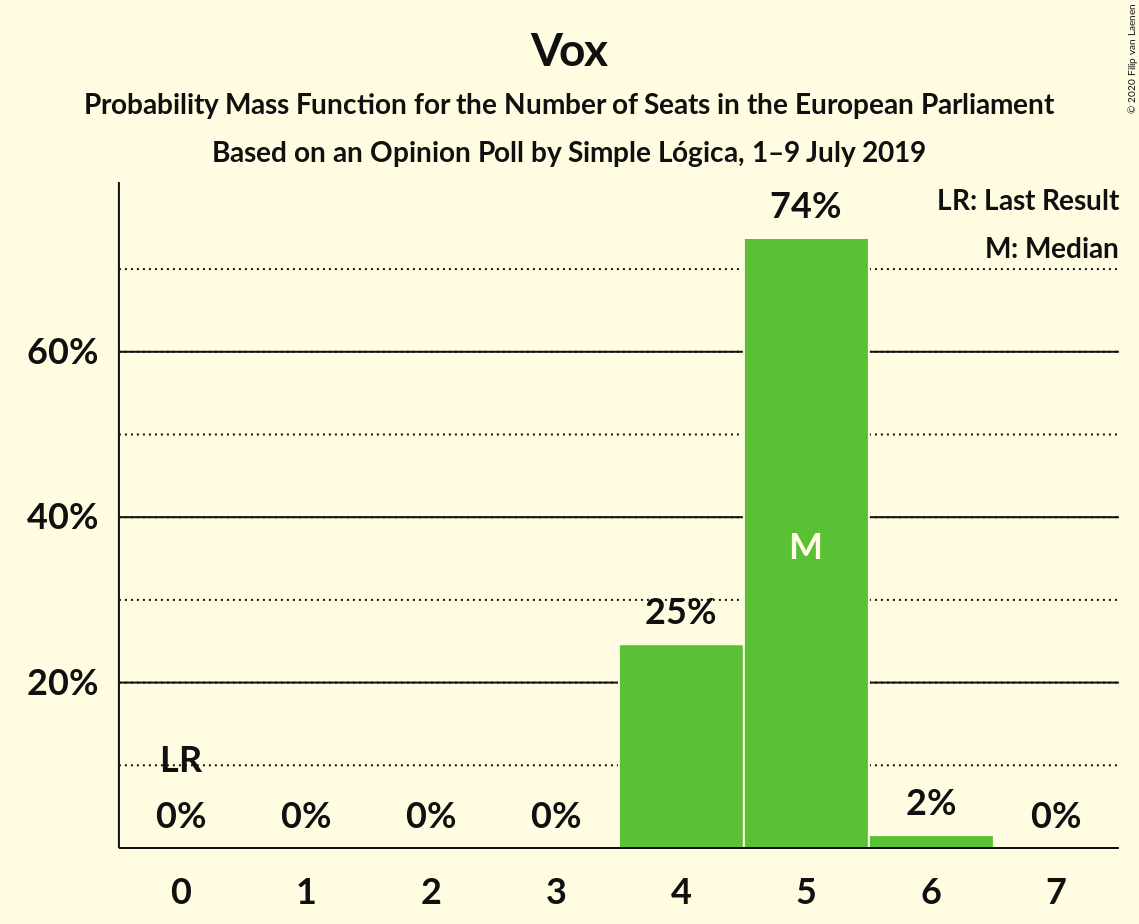 Vox
Probability Mass Function for the Number of Seats in the European Parliament
Based on an Opinion Poll by Simple Lógica, 1–9 July 2019
© 2020 Filip van Laenen
LR: Last Result
M: Median
74%
60%
40%
M
25%
20%
LR
0% 0% 0% 0% 2% 0%
0 1 2 3 4 5 6 7